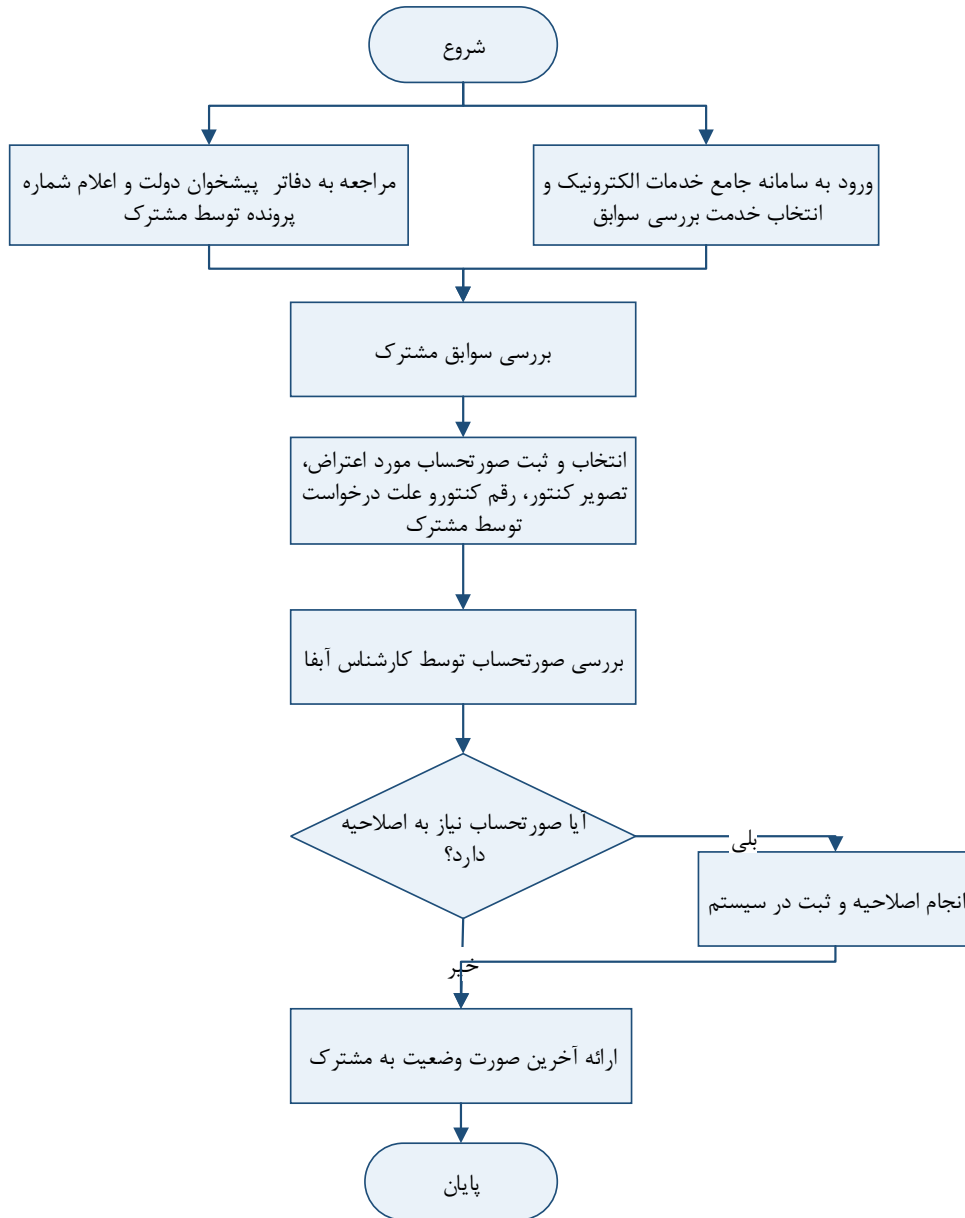 شروع
ورود به سامانه جامع خدمات الکترونیک و
انتخاب خدمت بررسی سوابق
مراجعه به دفاتر پیشخوان دولت و اعلام شماره
پرونده توسط مشترک
بررسی سوابق مشترک
انتخاب و ثبت صورتحساب مورد اعتراض،
تصویر کنتور، رقم کنتورو علت درخواست
توسط مشترک
بررسی صورتحساب توسط کارشناس آبفا
آیا صورتحساب نیاز به اصلاحیه
دارد؟
بلی
انجام اصلاحیه و ثبت در سیستم
خیر
ارائه آخرین صورت وضعیت به مشترک
پایان